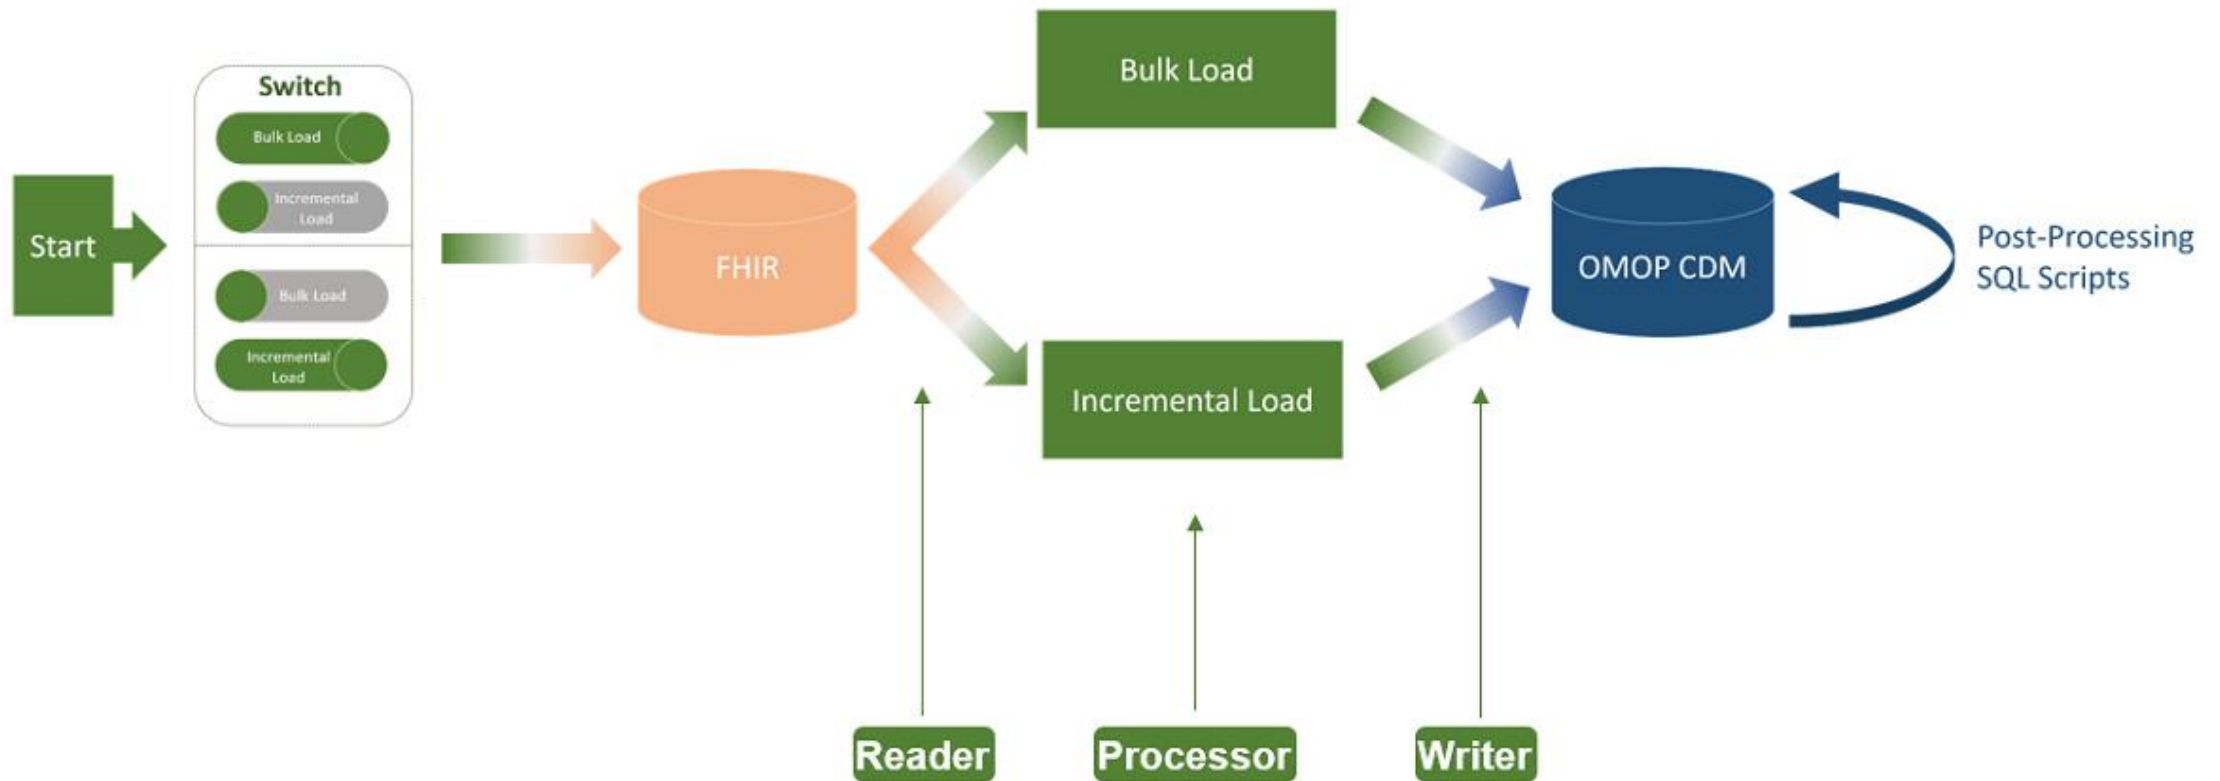 Switch
Bulk Load
Incremental
Load
Bulk Load
Incremental
Load
Start
FHIR
Bulk Load
Incremental Load
OMOP CDM
Post-Processing
SQL Scripts
Reader
Processor
Writer